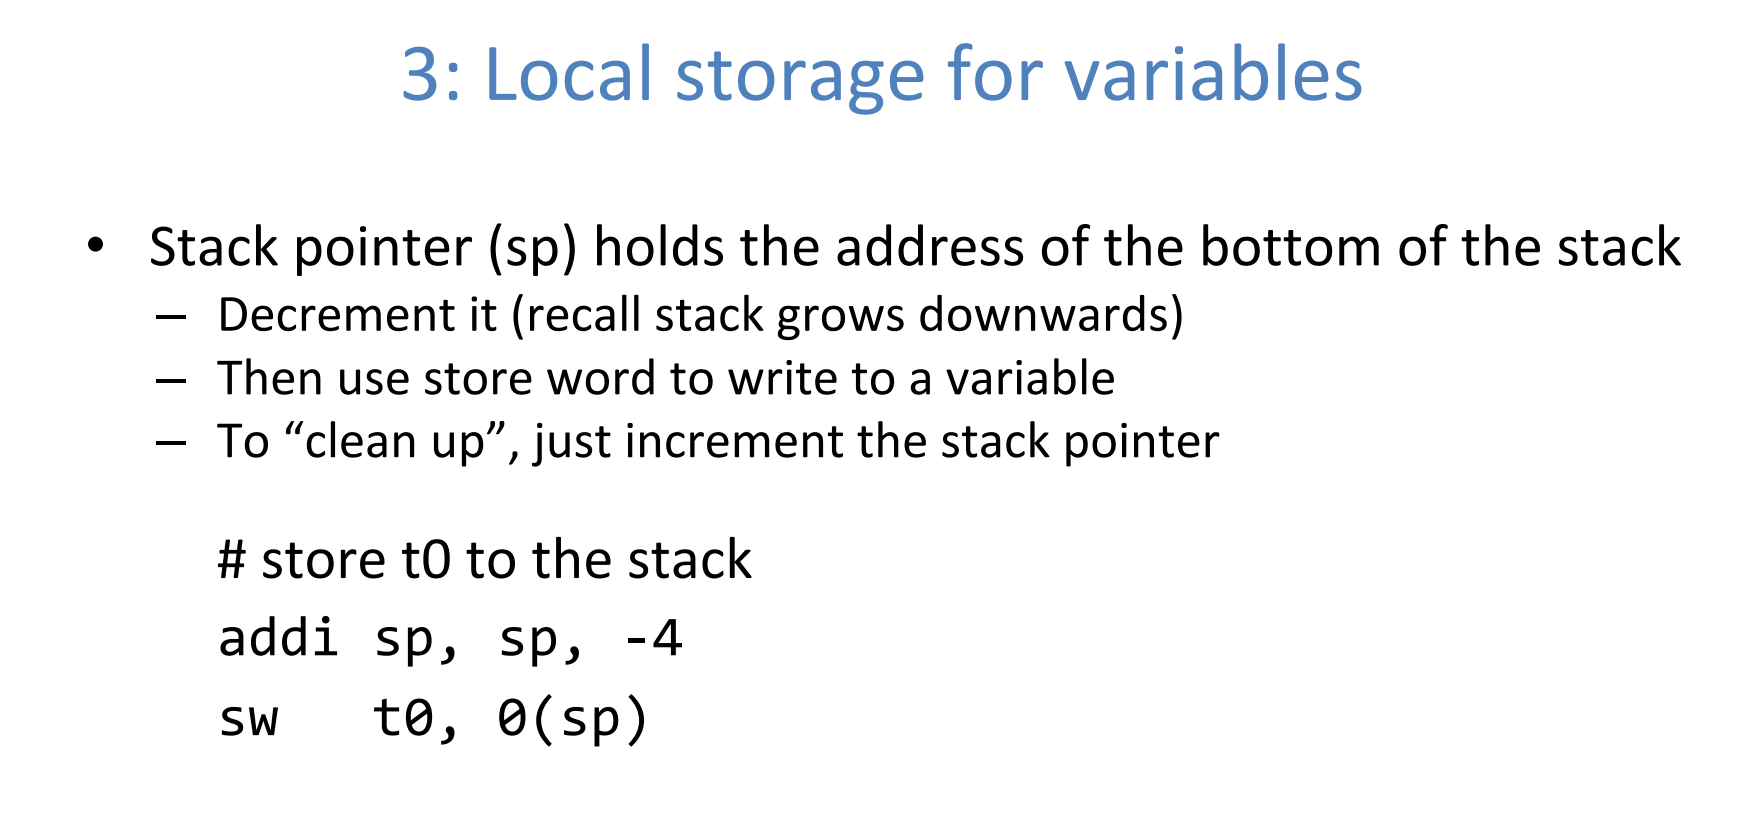 3: Local storage for variables
• Stack pointer (sp) holds the address of the bottom of the stack
– Decrement it (recall stack grows downwards)
– Then use store word to write to a variable
– To “clean up”, just increment the stack pointer
# store t0 to the stack
addi sp, sp, -4
sw   t0, 0(sp)